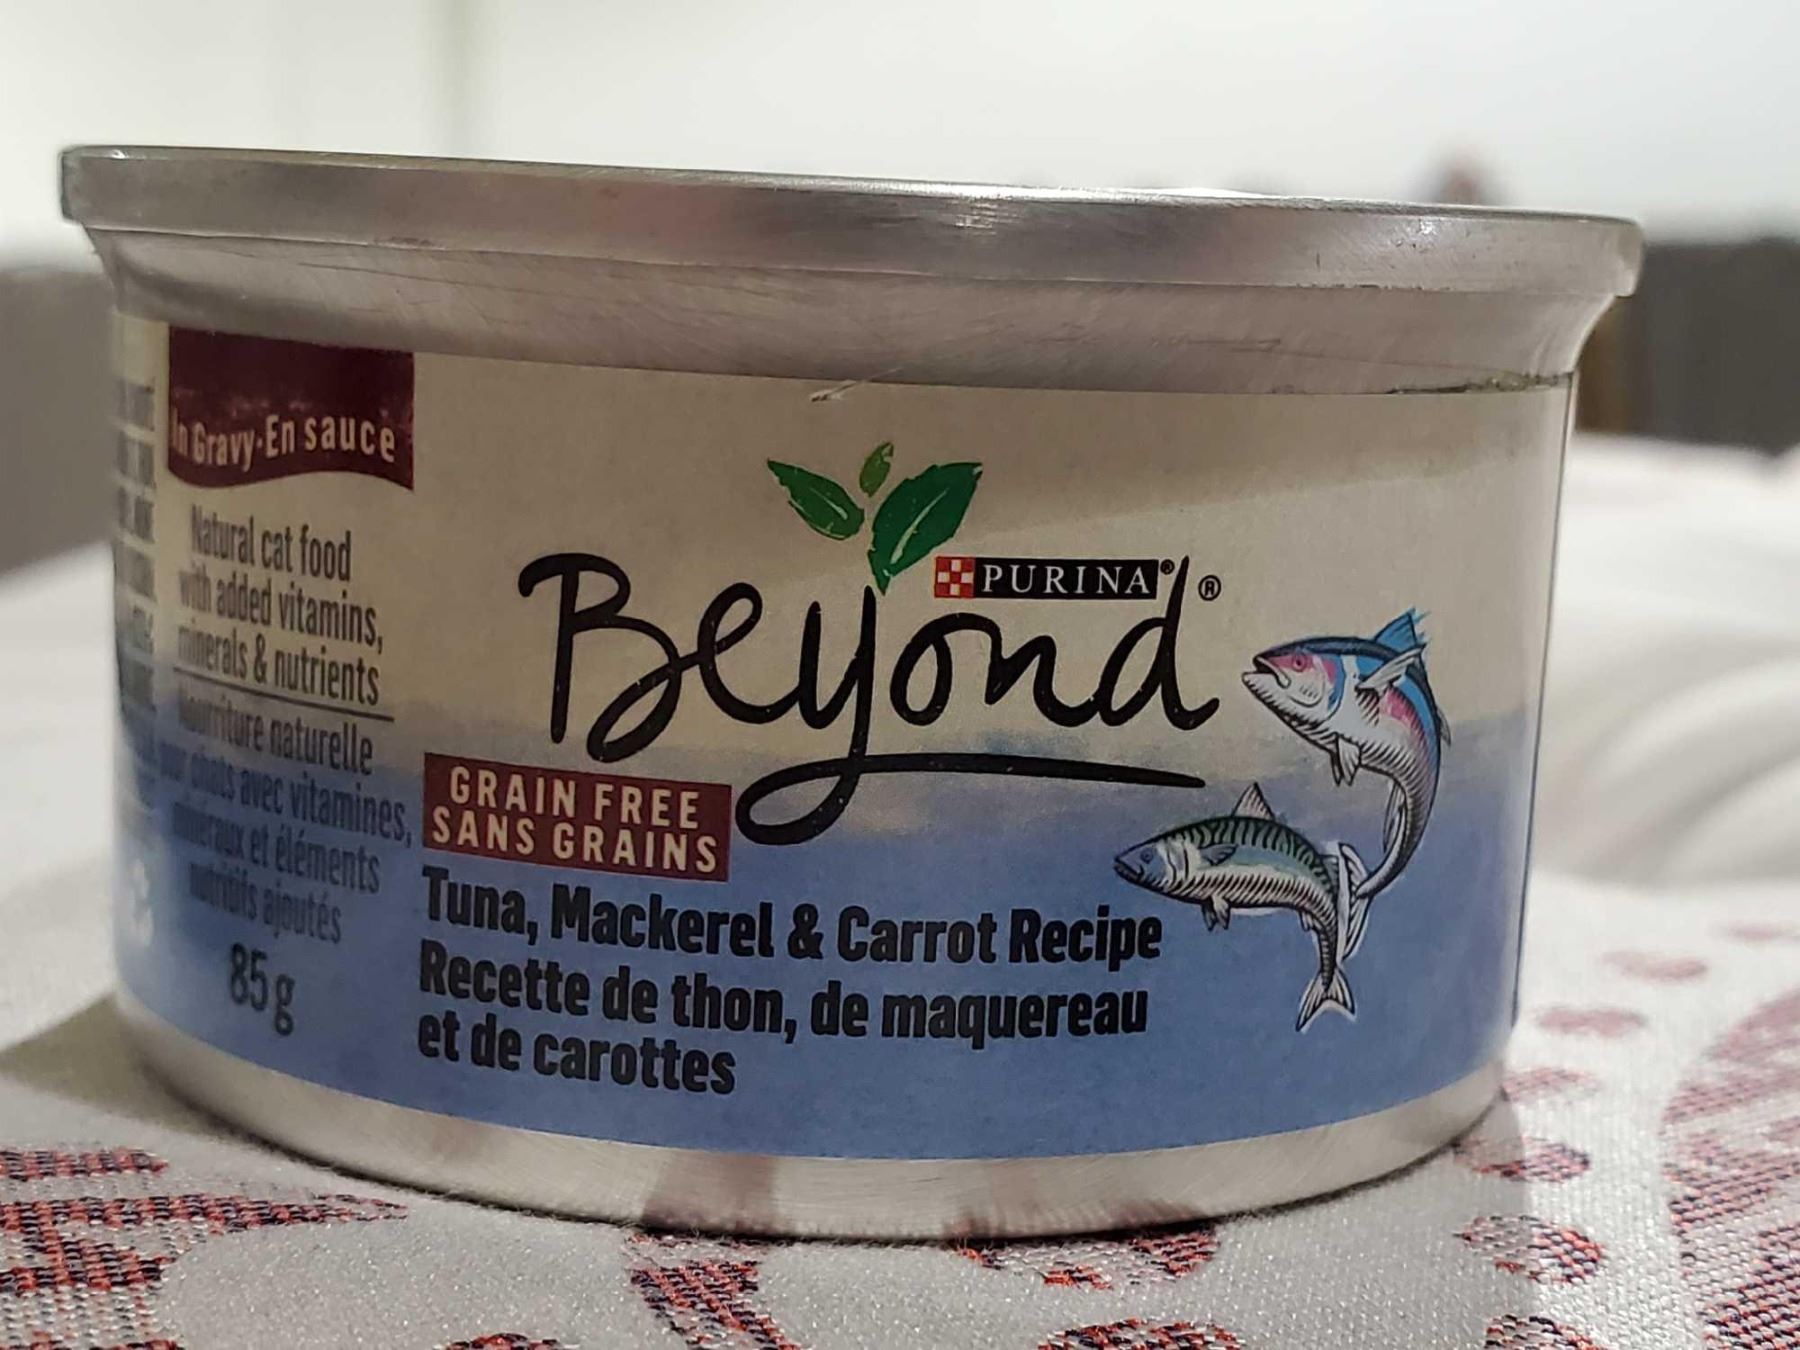 In Gravy-En sauce
Natural cat food
with added vitamins,
minerals & nutrients
Nourriture naturelle
pour chats avec vitamines,
minéraux et éléments
nutritifs ajoutés
85g
PURINA®
Beyond®
GRAIN FREE
SANS GRAINS
Tuna, Mackerel & Carrot Recipe
Recette de thon, de maquereau
et de carottes